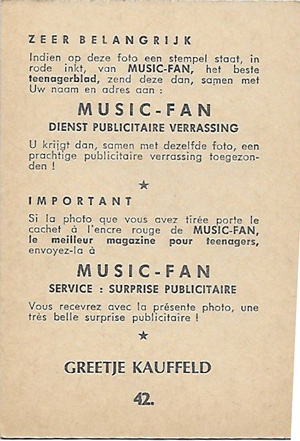 ZEER BELANGRIJK
Indien op deze foto een stempel staat, in
rode inkt, van MUSIC-FAN, het beste
teenagerblad, zend deze dan, samen met
Uw naam en adres aan :
MUSIC-FAN
DIENST PUBLICITAIRE VERRASSING
U krijgt dan, samen met dezelfde foto, een
prachtige publicitaire verrassing toegezon-
den !
★
IMPORTANT
Si la photo que vous avez tirée porte le
cachet à l'encre rouge de MUSIC-FAN,
le meilleur magazine pour teenagers,
envoyez-la à
MUSIC-FAN
SERVICE : SURPRISE PUBLICITAIRE
Vous recevrez avec la présente photo, une
très belle surprise publicitaire !
★
GREETJE KAUFFELD
42.